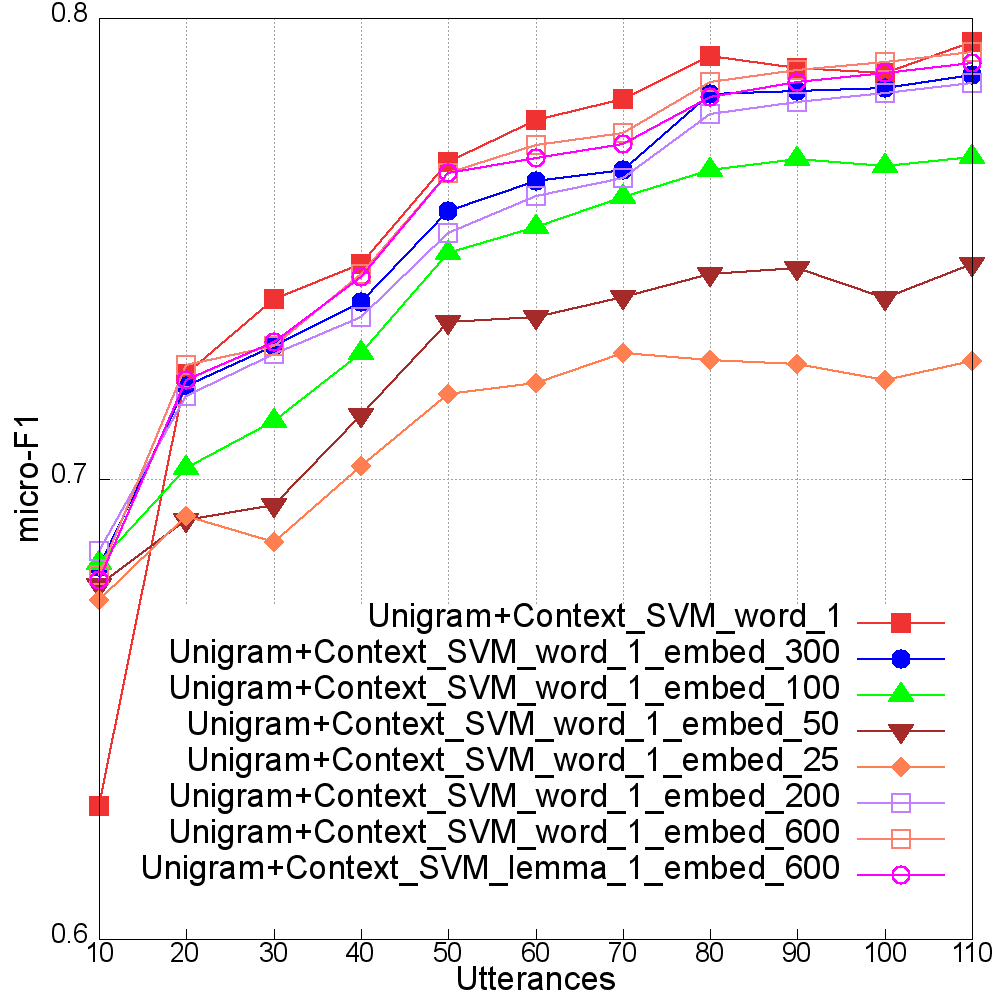 0.8
0.7
0.6
micro-F1
Unigram+Context_SVM_word_1
Unigram+Context_SVM_word_1_embed_300
Unigram+Context_SVM_word_1_embed_100
Unigram+Context_SVM_word_1_embed_50
Unigram+Context_SVM_word_1_embed_25
Unigram+Context_SVM_word_1_embed_200
Unigram+Context_SVM_word_1_embed_600
Unigram+Context_SVM_lemma_1_embed_600
10 20 30 40 50 60 70 80 90 100 110
Utterances